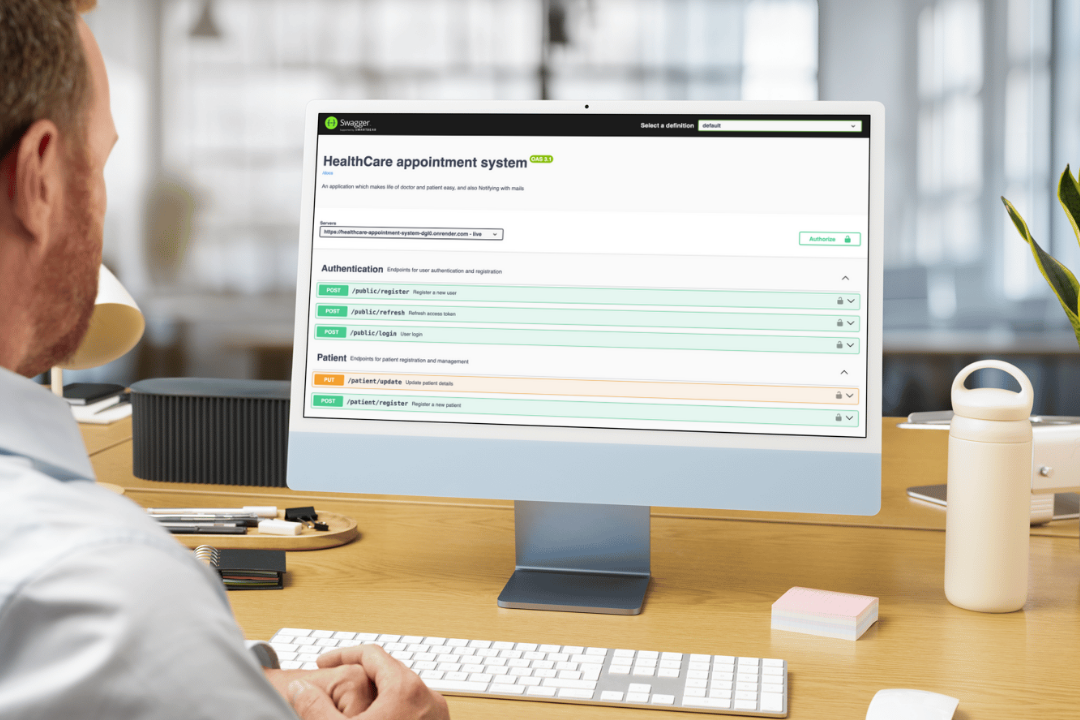 Swagger
Select a definition
default
HealthCare appointment system
OAS 3.1
/docs
An application which makes life of doctor and patient easy, and also Notifying with mails
Servers
https://healthcare-appointment-system-dgill.onrender.com - live
Authorize
Authentication Endpoints for user authentication and registration
POST /public/register Register a new user
POST /public/refresh Refresh access token
POST /public/login User login
Patient Endpoints for patient registration and management
PUT /patient/update Update patient details
POST /patient/register Register a new patient